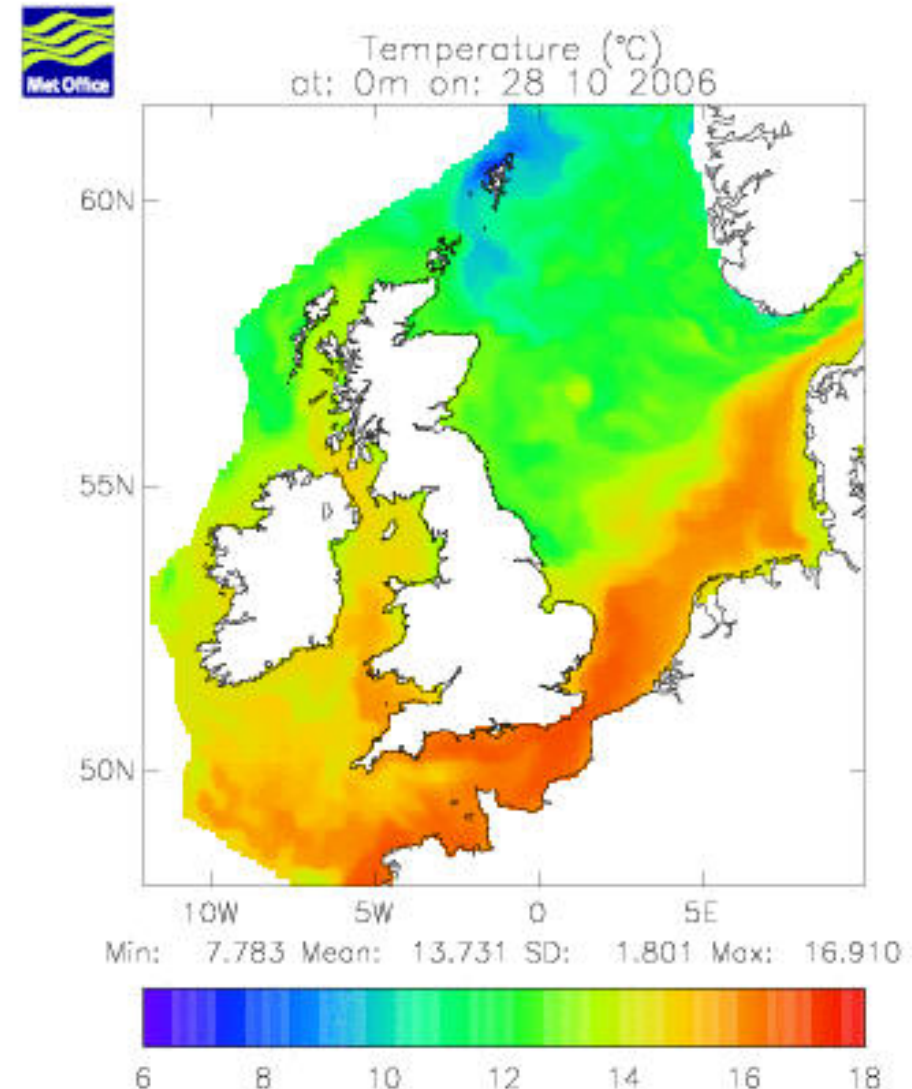 Met Office
Temperature (°C)
at: 0m on: 28 10 2006
60N
55N
50N
10W 5W 0 5E
Min: 7.783 Mean: 13.731 SD: 1.801 Max: 16.910
6 8 10 12 14 16 18